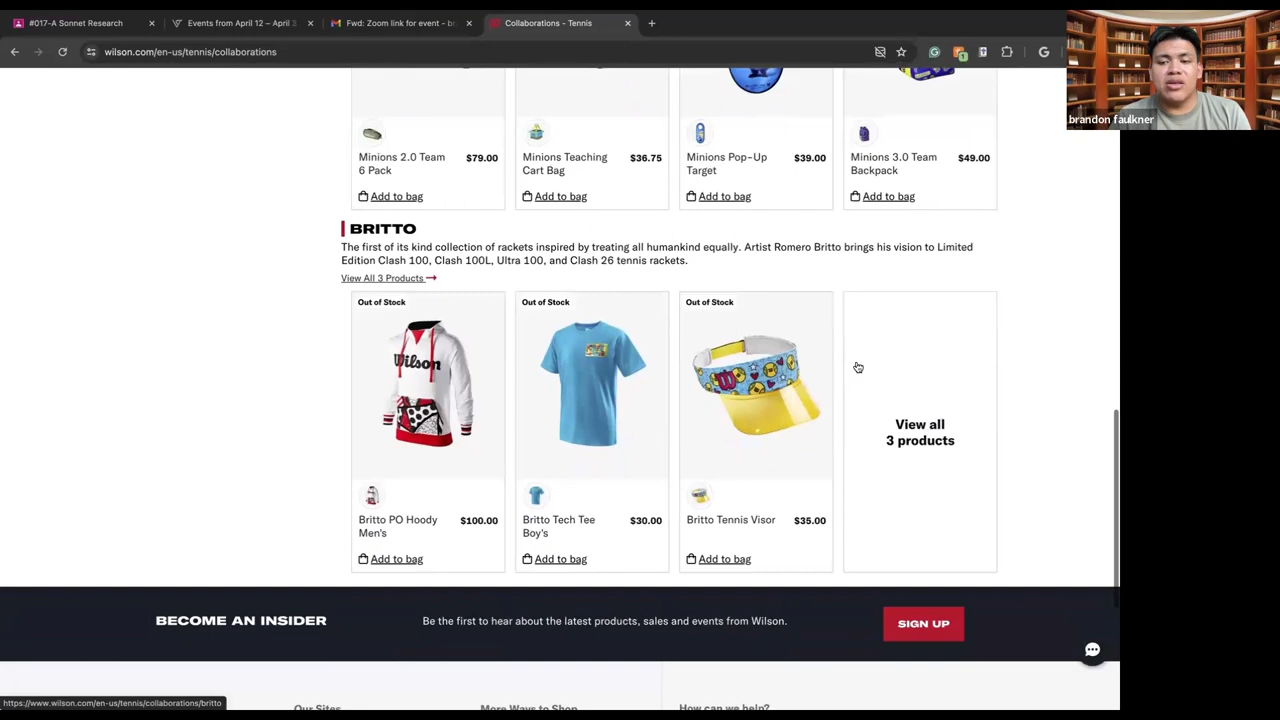 #017-A Sonnet Research
Events from April 12 – April 3
Fwd: Zoom link for event - br
Collaborations - Tennis
wilson.com/en-us/tennis/collaborations
brandon faulkner
Minions 2.0 Team 6 Pack
$79.00
Add to bag
Minions Teaching Cart Bag
$36.75
Add to bag
Minions Pop-Up Target
$39.00
Add to bag
Minions 3.0 Team Backpack
$49.00
Add to bag
BRITTO
The first of its kind collection of rackets inspired by treating all humankind equally. Artist Romero Britto brings his vision to Limited
Edition Clash 100, Clash 100L, Ultra 100, and Clash 26 tennis rackets.
View All 3 Products
Out of Stock
Wilson
Britto PO Hoody Men's
$100.00
Add to bag
Out of Stock
Britto Tech Tee Boy's
$30.00
Add to bag
Out of Stock
Britto Tennis Visor
$35.00
Add to bag
View all
3 products
BECOME AN INSIDER
Be the first to hear about the latest products, sales and events from Wilson.
SIGN UP
https://www.wilson.com/en-us/tennis/collaborations/britto
Our Sites
More Ways to Shop
How can we help?